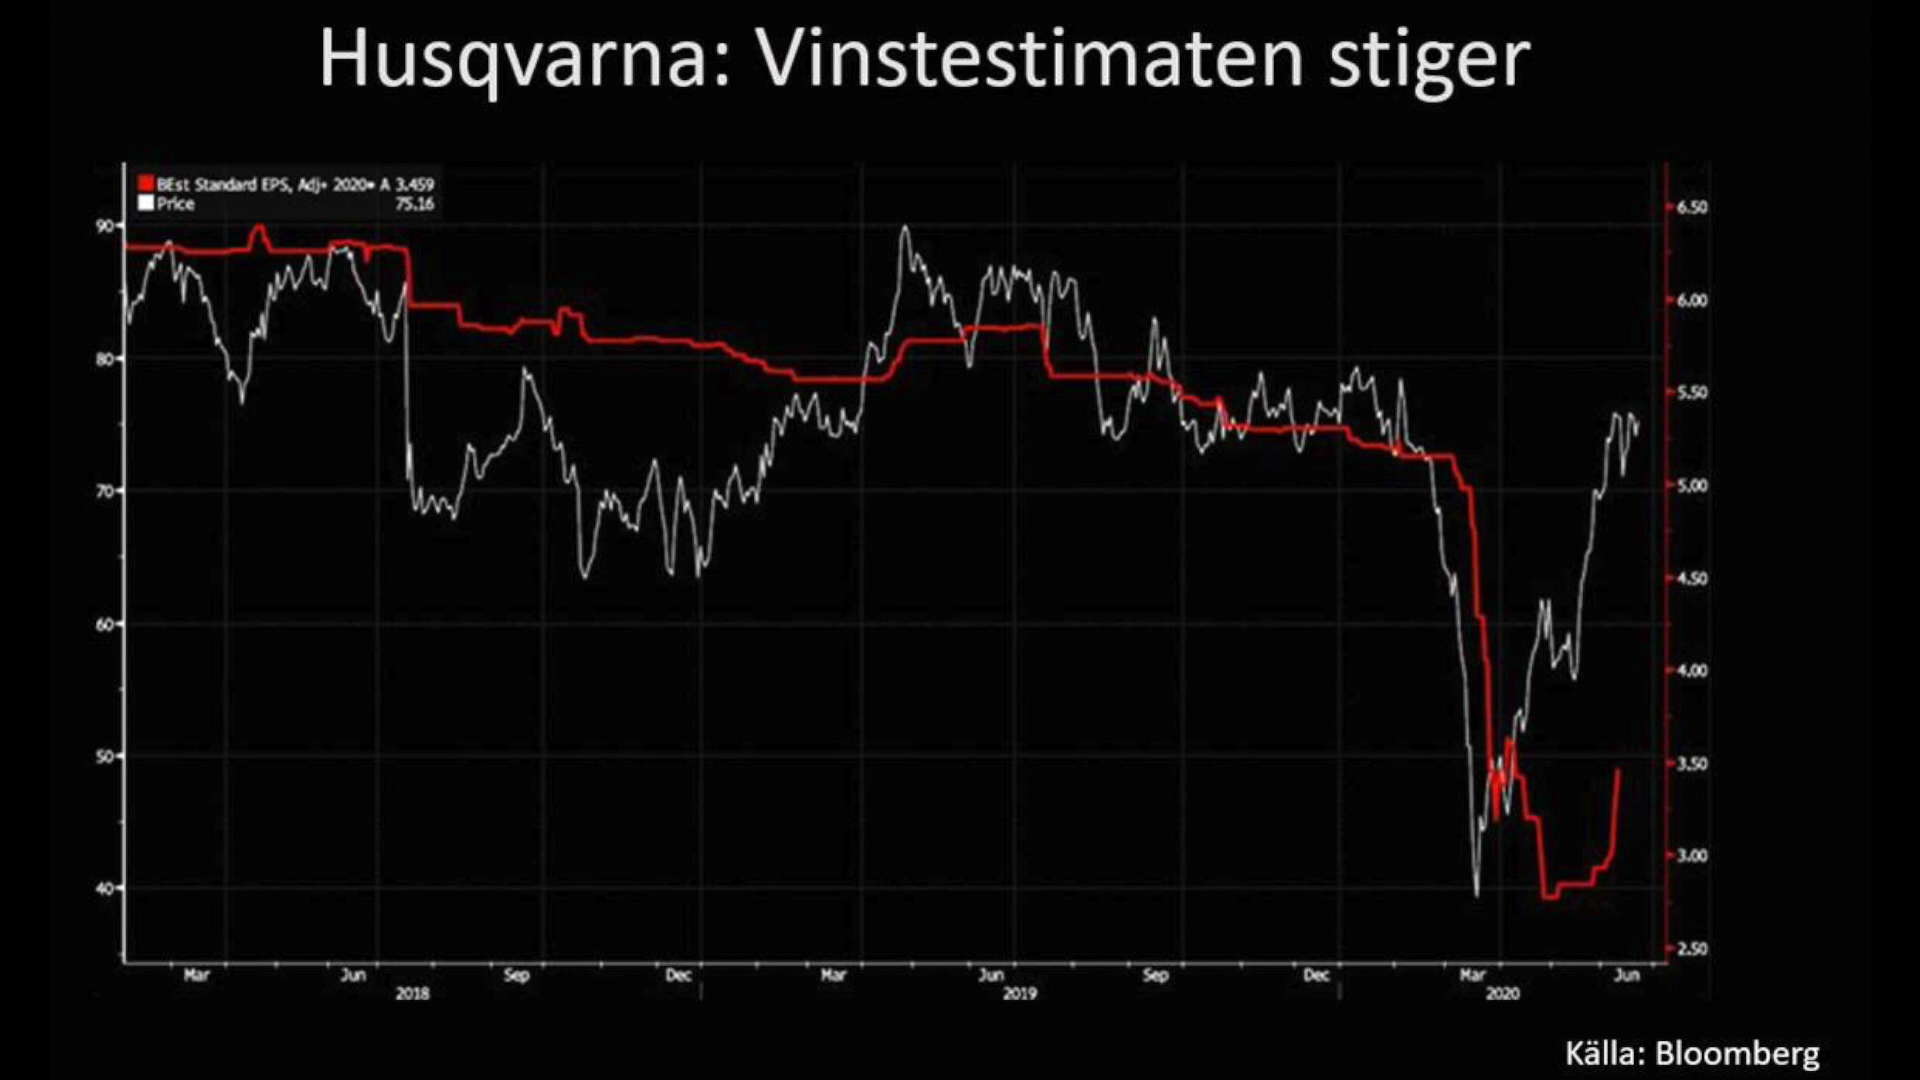 Husqvarna: Vinstestimaten stiger
BEst Standard EPS, Adj+ 2020• A 3.459
Price 75.16
90
80
70
60
50
40
6.50
6.00
5.50
5.00
4.50
4.00
3.50
3.00
2.50
Mar Jun Sep Dec Mar Jun Sep Dec Mar Jun
2018 2019 2020
Källa: Bloomberg